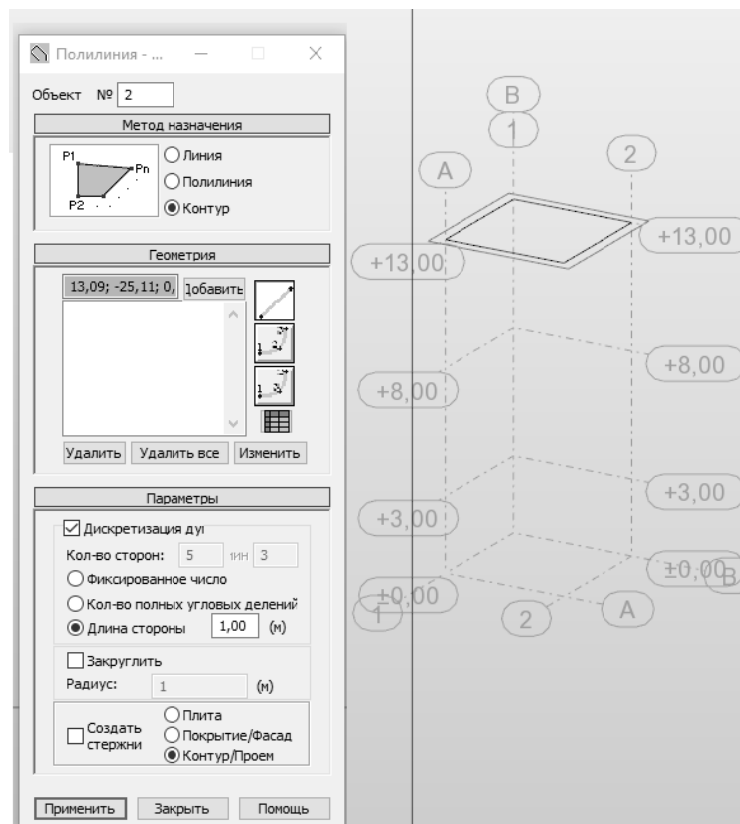 Полилиния - ...
Объект № 2
Метод назначения
P1
Pn
P2
Линия
Полилиния
Контур
Геометрия
13,09; -25,11; 0,
Добавить
Удалить
Удалить все
Изменить
Параметры
Дискретизация дуг
Кол-во сторон: 5 мин 3
Фиксированное число
Кол-во полных угловых делений
Длина стороны 1,00 (м)
Закруглить
Радиус: 1 (м)
Создать стержни
Плита
Покрытие/Фасад
Контур/Проем
Применить
Закрыть
Помощь
B
1
2
A
+13,00
+13,00
+8,00
+8,00
+3,00
+3,00
±0,00
±0,00
B
1
2
A